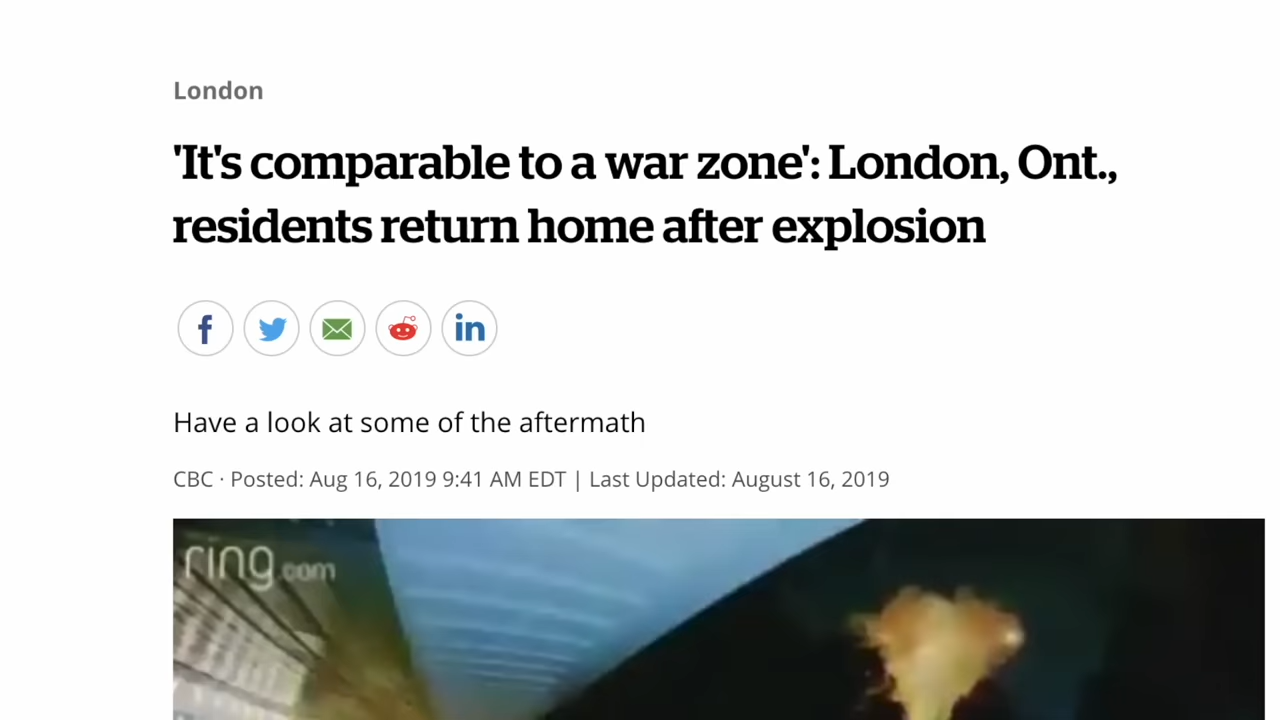 London
'It's comparable to a war zone': London, Ont.,
residents return home after explosion
f
in
Have a look at some of the aftermath
CBC · Posted: Aug 16, 2019 9:41 AM EDT | Last Updated: August 16, 2019
ring.com